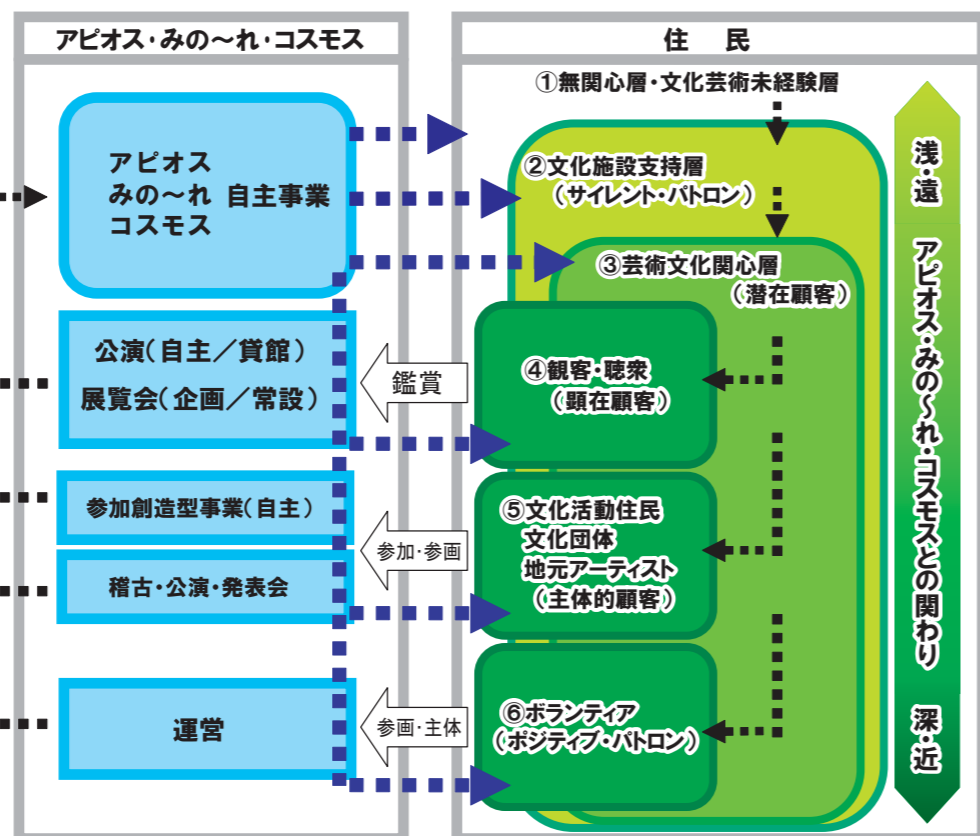 アピオス・みの～れ・コスモス
アピオス
みの～れ 自主事業
コスモス
公演(自主／貸館)
展覧会(企画／常設)
参加創造型事業(自主)
稽古・公演・発表会
運営
鑑賞
参加・参画
参画・主体
住 民
①無関心層・文化芸術未経験層
②文化施設支持層
(サイレント・パトロン)
③芸術文化関心層
(潜在顧客)
④観客・聴衆
(顕在顧客)
⑤文化活動住民
文化団体
地元アーティスト
(主体的顧客)
⑥ボランティア
(ポジティブ・パトロン)
浅・遠 アピオス・みの～れ・コスモスとの関わり 深・近